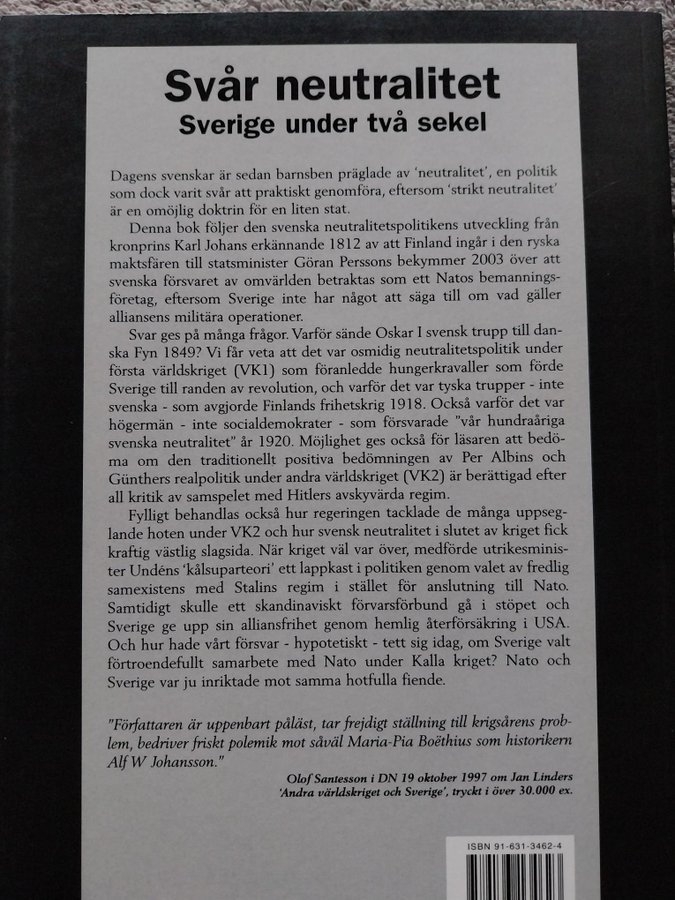 Svår neutralitet
Sverige under två sekel
Dagens svenskar är sedan barnsben präglade av 'neutralitet', en politik
som dock varit svår att praktiskt genomföra, eftersom 'strikt neutralitet'
är en omöjlig doktrin för en liten stat.
Denna bok följer den svenska neutralitetspolitikens utveckling från
kronprins Karl Johans erkännande 1812 av att Finland ingår i den ryska
maktsfären till statsminister Göran Perssons bekymmer 2003 över att
svenska försvaret av omvärlden betraktas som ett Natos bemannings-
företag, eftersom Sverige inte har något att säga till om vad gäller
alliansens militära operationer.
Svar ges på många frågor. Varför sände Oskar I svensk trupp till dan-
ska Fyn 1849? Vi får veta att det var osmidig neutralitetspolitik under
första världskriget (VK1) som föranledde hungerkravaller som förde
Sverige till randen av revolution, och varför det var tyska trupper - inte
svenska - som avgjorde Finlands frihetskrig 1918. Också varför det var
högermän - inte socialdemokrater - som försvarade "vår hundraåriga
svenska neutralitet" år 1920. Möjlighet ges också för läsaren att bedö-
ma om den traditionellt positiva bedömningen av Per Albins och
Günthers realpolitik under andra världskriget (VK2) är berättigad efter
all kritik av samspelet med Hitlers avskyvärda regim.
Fylligt behandlas också hur regeringen tacklade de många uppseg-
lande hoten under VK2 och hur svensk neutralitet i slutet av kriget fick
kraftig västlig slagsida. När kriget väl var över, medförde utrikesminis-
ter Undéns 'kålsuparteori' ett lappkast i politiken genom valet av fredlig
samexistens med Stalins regim i stället för anslutning till Nato.
Samtidigt skulle ett skandinaviskt förvarsförbund gå i stöpet och
Sverige ge upp sin alliansfrihet genom hemlig återförsäkring i USA.
Och hur hade vårt försvar - hypotetiskt - tett sig idag, om Sverige valt
förtroendefullt samarbete med Nato under Kalla kriget? Nato och
Sverige var ju inriktade mot samma hotfulla fiende.
"Författaren är uppenbart påläst, tar frejdigt ställning till krigsårens prob-
lem, bedriver friskt polemik mot såväl Maria-Pia Boëthius som historikern
Alf W Johansson."
Olof Santesson i DN 19 oktober 1997 om Jan Linders
'Andra världskriget och Sverige', tryckt i över 30.000 ex.
ISBN 91-631-3462-4